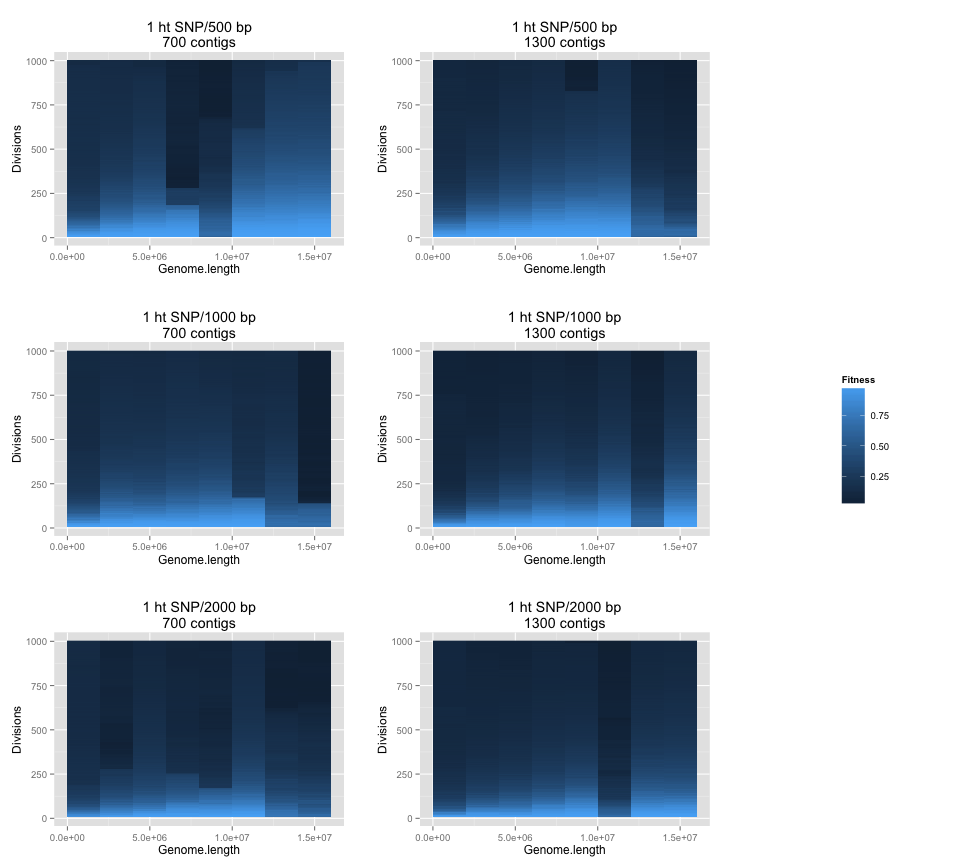 1 ht SNP/500 bp
700 contigs
1000
750
500
250
0
Divisions
0.0e+00 5.0e+06 1.0e+07 1.5e+07
Genome.length
1 ht SNP/500 bp
1300 contigs
1000
750
500
250
0
Divisions
0.0e+00 5.0e+06 1.0e+07 1.5e+07
Genome.length
1 ht SNP/1000 bp
700 contigs
1000
750
500
250
0
Divisions
0.0e+00 5.0e+06 1.0e+07 1.5e+07
Genome.length
1 ht SNP/1000 bp
1300 contigs
1000
750
500
250
0
Divisions
0.0e+00 5.0e+06 1.0e+07 1.5e+07
Genome.length
Fitness
0.75
0.50
0.25
1 ht SNP/2000 bp
700 contigs
1000
750
500
250
0
Divisions
0.0e+00 5.0e+06 1.0e+07 1.5e+07
Genome.length
1 ht SNP/2000 bp
1300 contigs
1000
750
500
250
0
Divisions
0.0e+00 5.0e+06 1.0e+07 1.5e+07
Genome.length